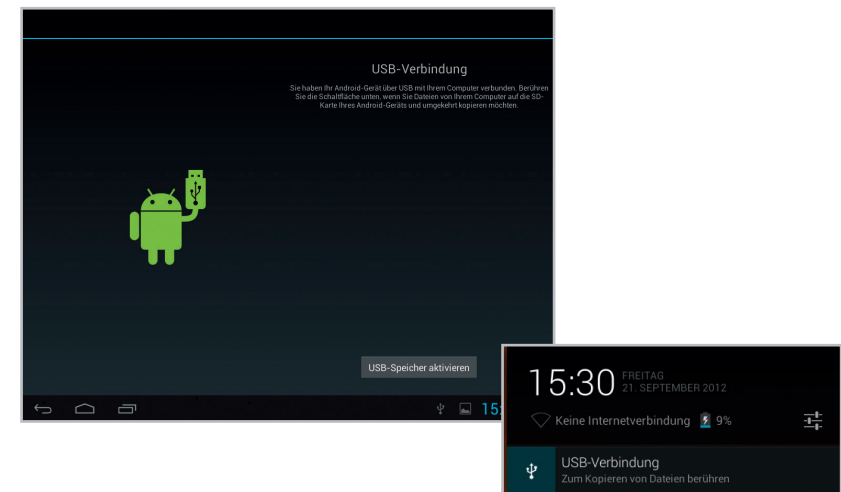 USB-Verbindung
Sie haben Ihr Android-Gerät über USB mit Ihrem Computer verbunden. Berühren
Sie die Schaltfläche unten, wenn Sie Dateien von Ihrem Computer auf die SD-
Karte Ihres Android-Geräts und umgekehrt kopieren möchten.
USB-Speicher aktivieren
15:
15:30
FREITAG
21. SEPTEMBER 2012
Keine Internetverbindung 9%
USB-Verbindung
Zum Kopieren von Dateien berühren